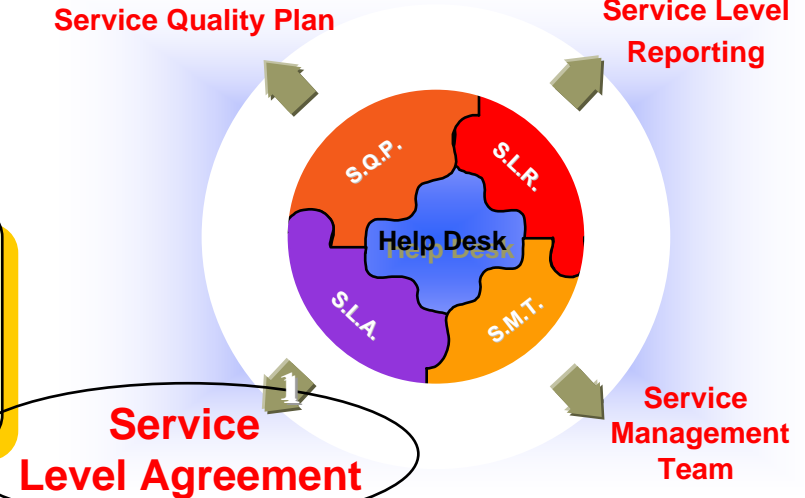 Service Quality Plan
Service Level
Reporting
S.Q.P.
S.L.R.
Help Desk
S.L.A.
S.M.T.
1
Service
Level Agreement
Service
Management
Team